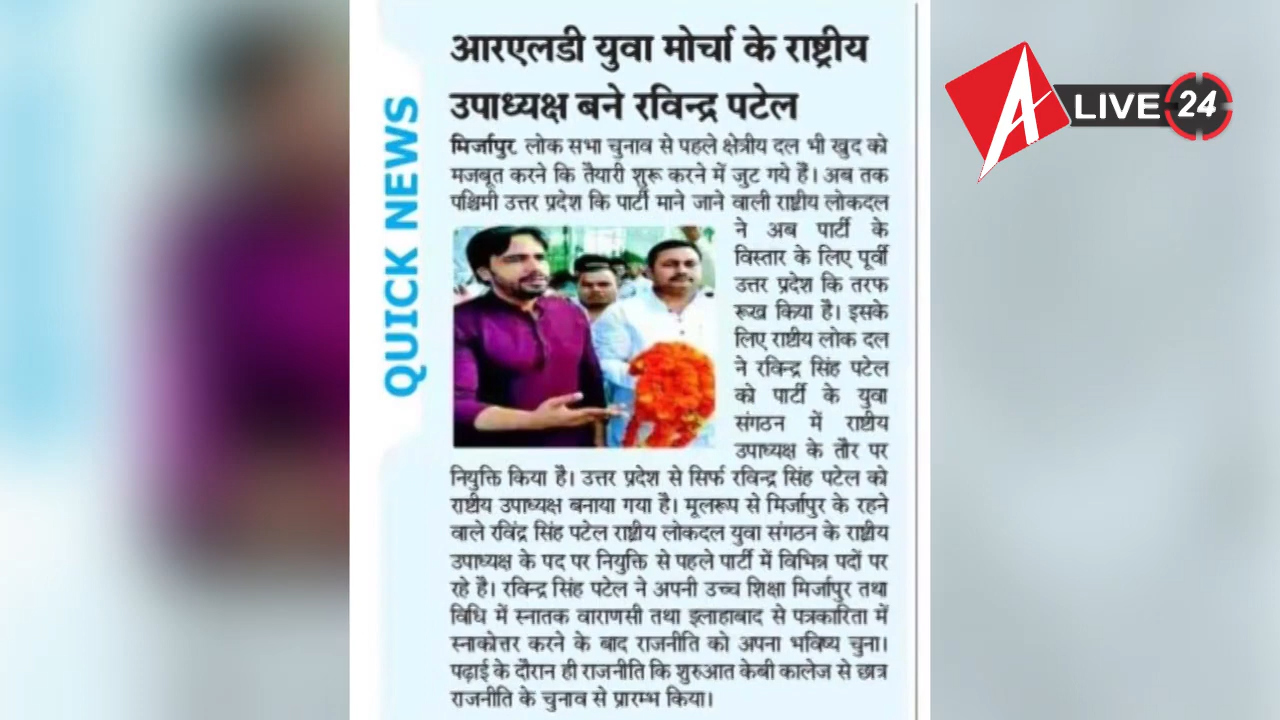 आरएलडी युवा मोर्चा के राष्ट्रीय
उपाध्यक्ष बने रविन्द्र पटेल
QUICK NEWS
मिर्जापुर. लोक सभा चुनाव से पहले क्षेत्रीय दल भी खुद को
मजबूत करने कि तैयारी शुरू करने में जुट गये हैं। अब तक
पश्चिमी उत्तर प्रदेश कि पार्टी माने जाने वाली राष्ट्रीय लोकदल
ने अब पार्टी के
विस्तार के लिए पूर्वी
उत्तर प्रदेश कि तरफ
रूख किया है। इसके
लिए राष्ट्रीय लोक दल
ने रविन्द्र सिंह पटेल
को पार्टी के युवा
संगठन में राष्ट्रीय
उपाध्यक्ष के तौर पर
नियुक्ति किया है। उत्तर प्रदेश से सिर्फ रविन्द्र सिंह पटेल को
राष्ट्रीय उपाध्यक्ष बनाया गया है। मूलरूप से मिर्जापुर के रहने
वाले रविंद्र सिंह पटेल राष्ट्रीय लोकदल युवा संगठन के राष्ट्रीय
उपाध्यक्ष के पद पर नियुक्ति से पहले पार्टी में विभिन्न पदों पर
रहे है। रविन्द्र सिंह पटेल ने अपनी उच्च शिक्षा मिर्जापुर तथा
विधि में स्नातक वाराणसी तथा इलाहाबाद से पत्रकारिता में
स्नाकोत्तर करने के बाद राजनीति को अपना भविष्य चुना।
पढ़ाई के दौरान ही राजनीति कि शुरुआत केबी कालेज से छात्र
राजनीति के चुनाव से प्रारम्भ किया।
A LIVE 24